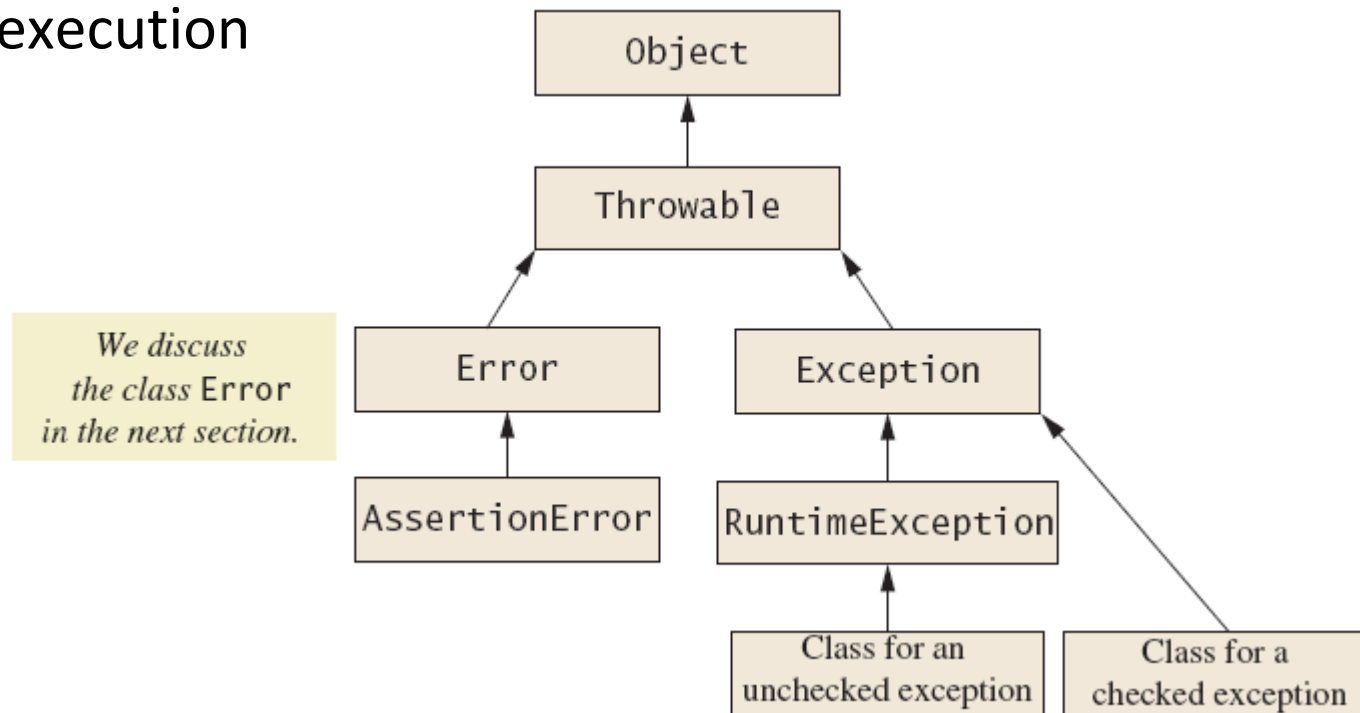 execution
Object
Throwable
We discuss
the class Error
in the next section.
Error
Exception
AssertionError
RuntimeException
Class for an
unchecked exception
Class for a
checked exception